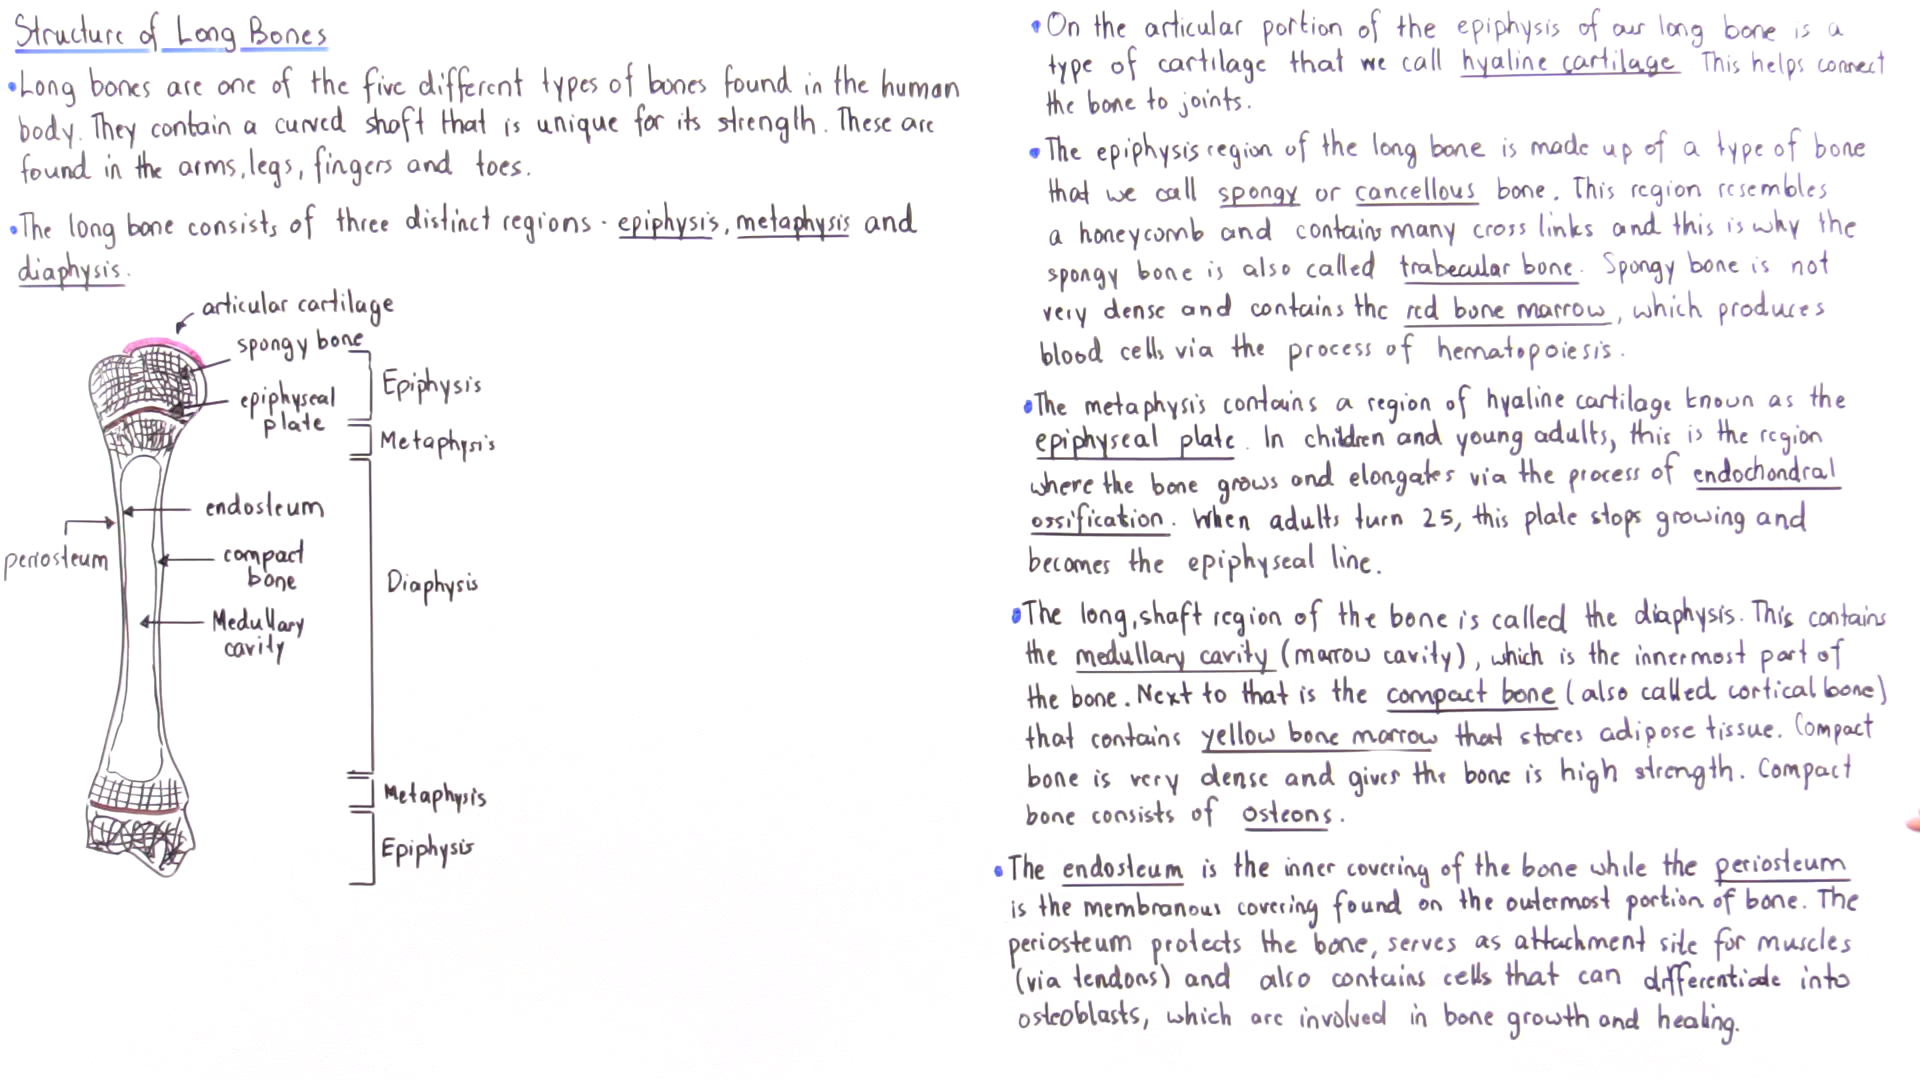 Structure of Long Bones
•Long bones are one of the five different types of bones found in the human
body. They contain a curved shaft that is unique for its strength. These are
found in the arms, legs, fingers and toes.
•The long bone consists of three distinct regions - epiphysis, metaphysis and
diaphysis.
articular cartilage
spongy bone
epiphyseal
plate
Epiphysis
Metaphysis
endosteum
periosteum
compact
bone
Diaphysis
Medullary
cavity
Metaphysis
Epiphysis
•On the articular portion of the epiphysis of our long bone is a
type of cartilage that we call hyaline cartilage. This helps connect
the bone to joints.
•The epiphysis region of the long bone is made up of a type of bone
that we call spongy or cancellous bone. This region resembles
a honeycomb and contains many cross links and this is why the
spongy bone is also called trabecular bone. Spongy bone is not
very dense and contains the red bone marrow, which produces
blood cells via the process of hematopoiesis.
•The metaphysis contains a region of hyaline cartilage known as the
epiphyseal plate. In children and young adults, this is the region
where the bone grows and elongates via the process of endochondral
ossification. When adults turn 25, this plate stops growing and
becomes the epiphyseal line.
•The long, shaft region of the bone is called the diaphysis. This contains
the medullary cavity (marrow cavity), which is the innermost part of
the bone. Next to that is the compact bone (also called cortical bone)
that contains yellow bone marrow that stores adipose tissue. Compact
bone is very dense and gives the bone is high strength. Compact
bone consists of osteons.
•The endosteum is the inner covering of the bone while the periosteum
is the membranous covering found on the outermost portion of bone. The
periosteum protects the bone, serves as attachment site for muscles
(via tendons) and also contains cells that can differentiate into
osteoblasts, which are involved in bone growth and healing.